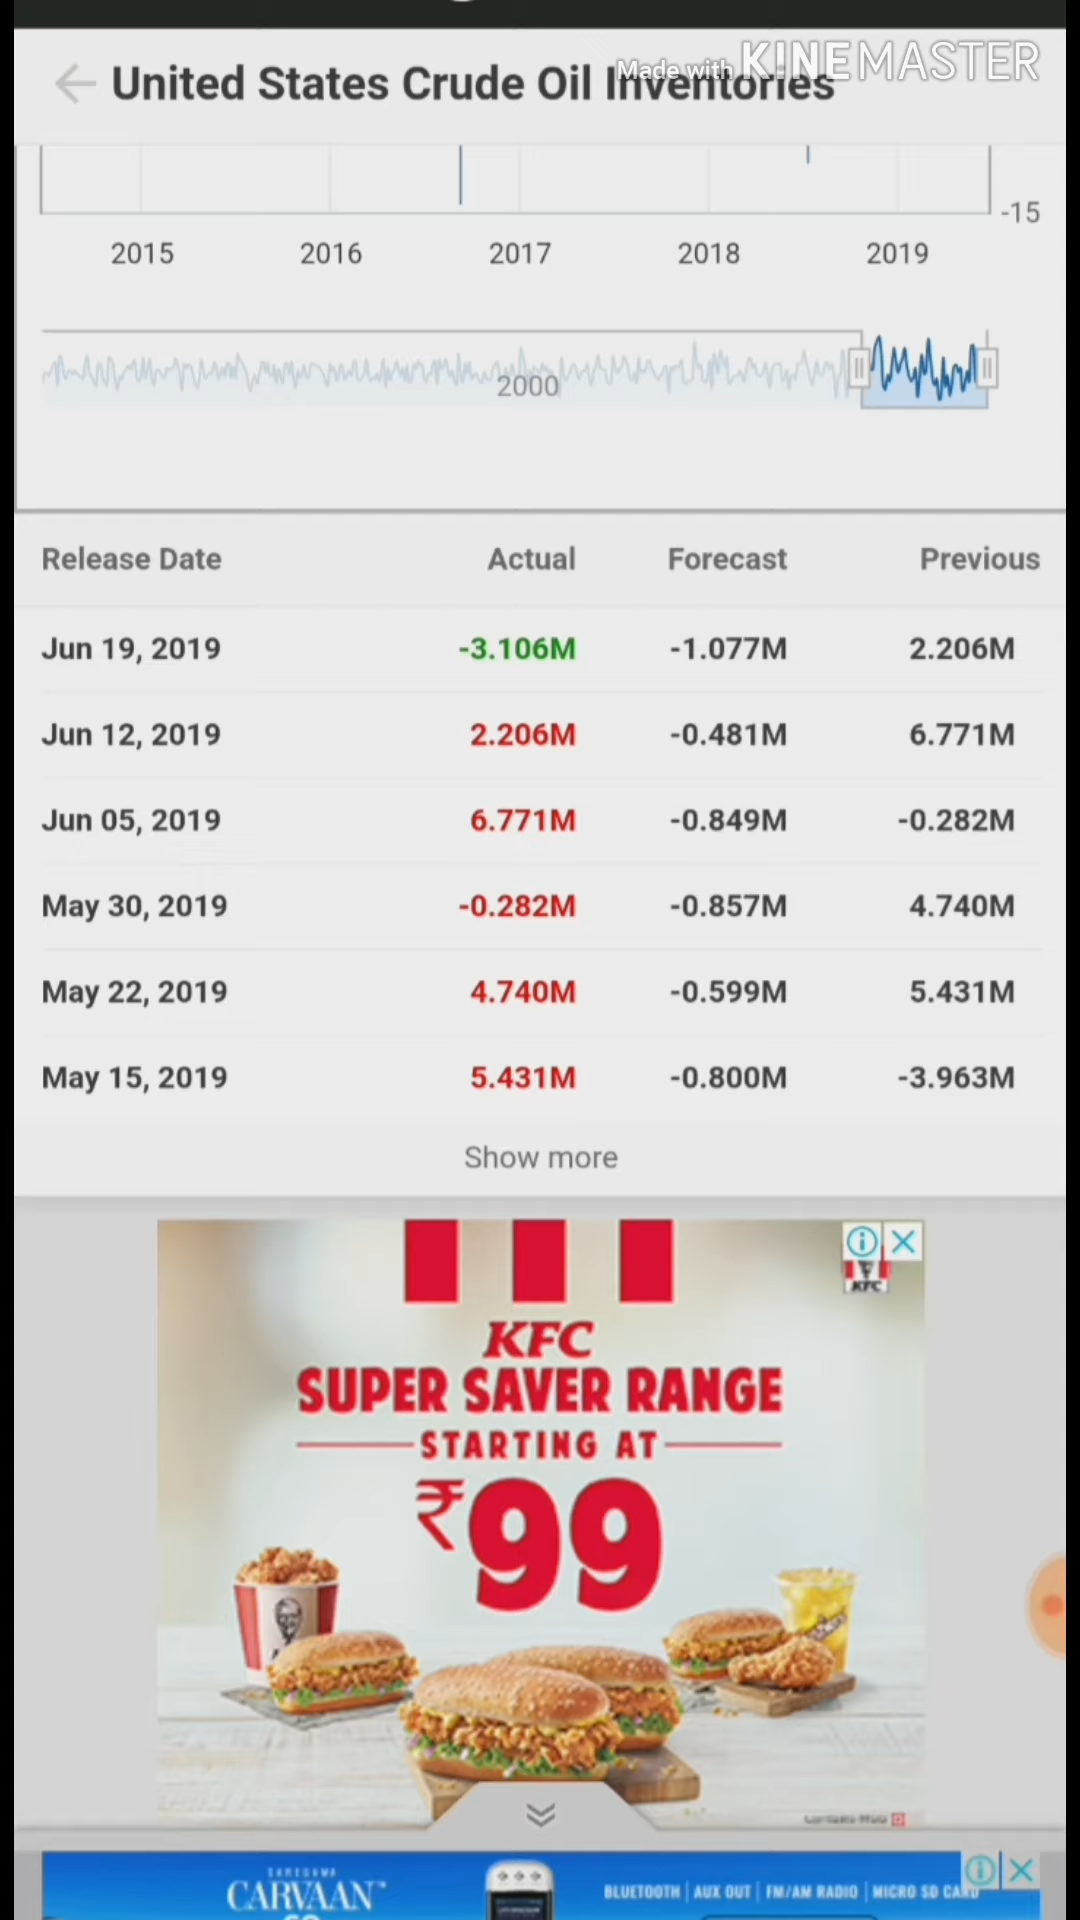 Made with KINEMASTER
United States Crude Oil Inventories
-15
2015 2016 2017 2018 2019
2000
Release Date Actual Forecast Previous
Jun 19, 2019 -3.106M -1.077M 2.206M
Jun 12, 2019 2.206M -0.481M 6.771M
Jun 05, 2019 6.771M -0.849M -0.282M
May 30, 2019 -0.282M -0.857M 4.740M
May 22, 2019 4.740M -0.599M 5.431M
May 15, 2019 5.431M -0.800M -3.963M
Show more
KFC
KFC
SUPER SAVER RANGE
STARTING AT
₹99
SAREGAMA
CARVAAN™
BLUETOOTH | AUX OUT | FM/AM RADIO | MICRO SD CARD